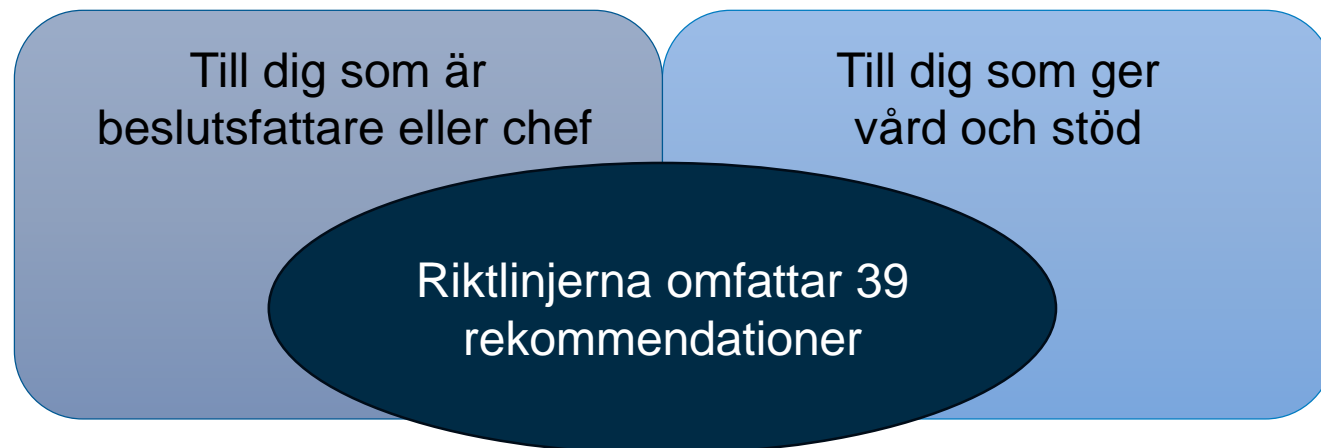 Till dig som är
beslutsfattare eller chef
Till dig som ger
vård och stöd
Riktlinjerna omfattar 39
rekommendationer